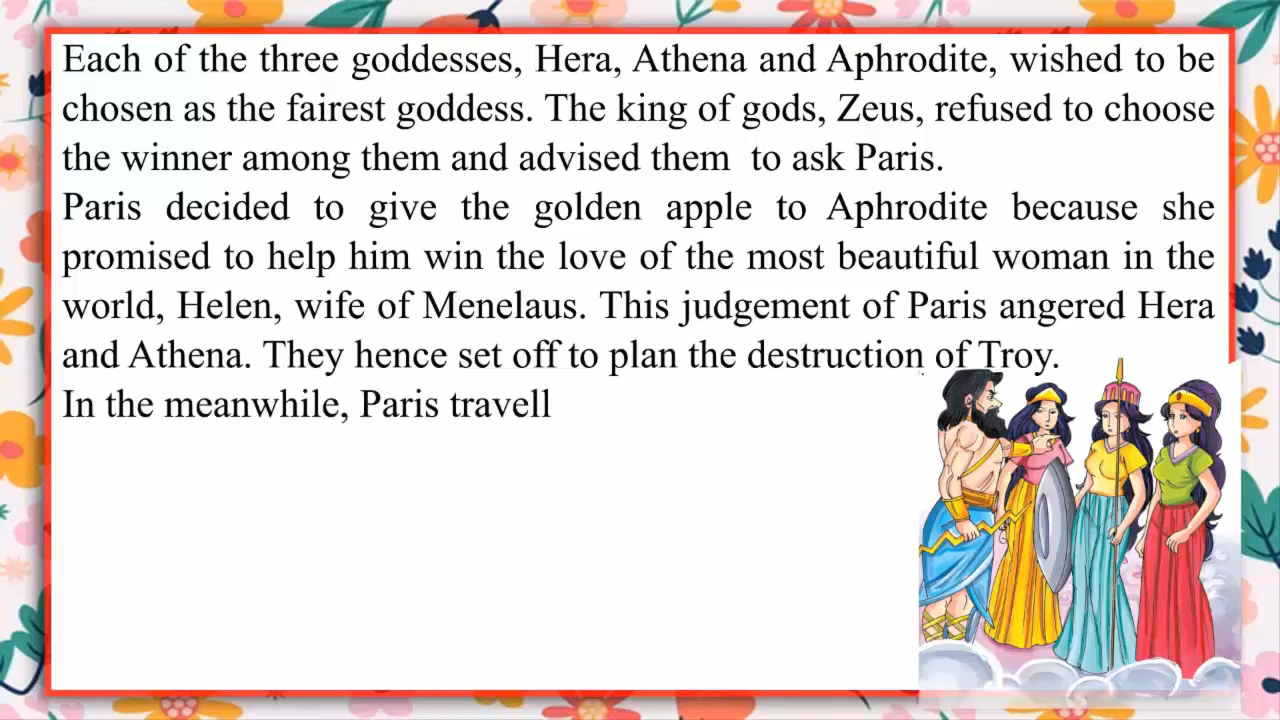 Each of the three goddesses, Hera, Athena and Aphrodite, wished to be
chosen as the fairest goddess. The king of gods, Zeus, refused to choose
the winner among them and advised them  to ask Paris.
Paris decided to give the golden apple to Aphrodite because she
promised to help him win the love of the most beautiful woman in the
world, Helen, wife of Menelaus. This judgement of Paris angered Hera
and Athena. They hence set off to plan the destruction of Troy.
In the meanwhile, Paris travell